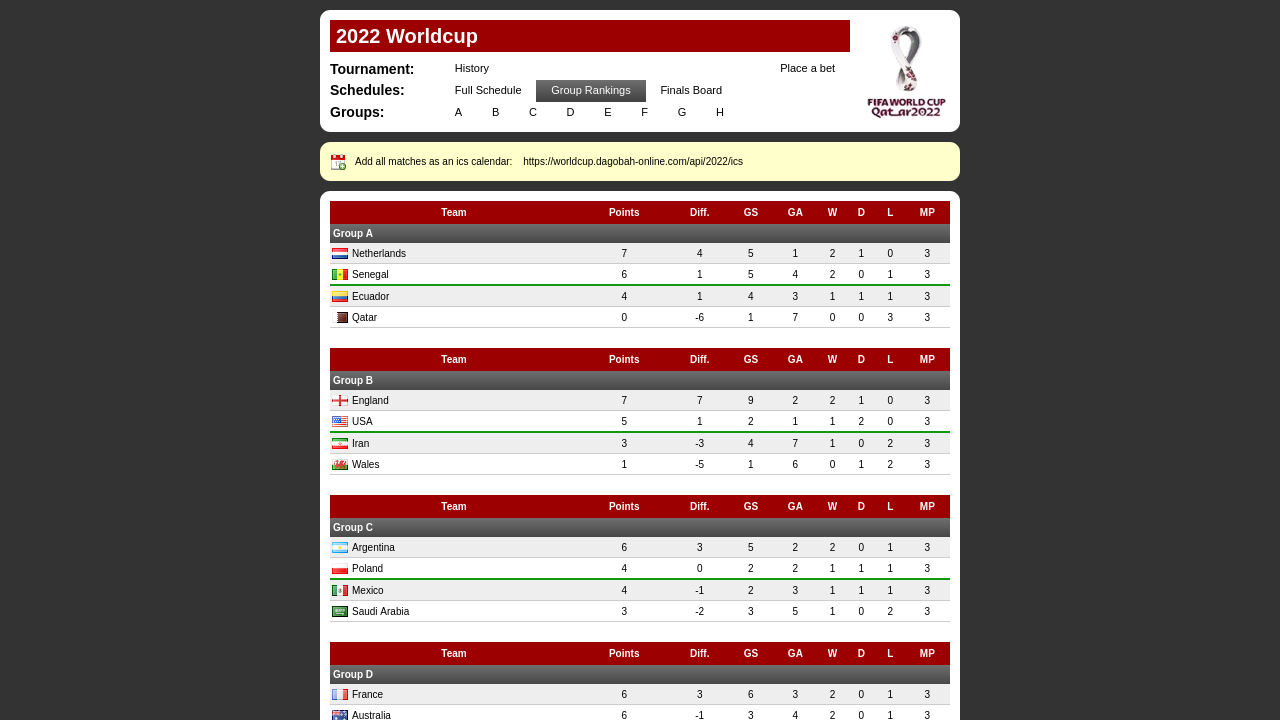 2022 Worldcup
Tournament: History Place a bet
Schedules: Full Schedule Group Rankings Finals Board
Groups: A B C D E F G H
FIFA WORLD CUP
Qatar2022
Add all matches as an ics calendar: https://worldcup.dagobah-online.com/api/2022/ics
Team Points Diff. GS GA W D L MP
Group A
Netherlands 7 4 5 1 2 1 0 3
Senegal 6 1 5 4 2 0 1 3
Ecuador 4 1 4 3 1 1 1 3
Qatar 0 -6 1 7 0 0 3 3
Team Points Diff. GS GA W D L MP
Group B
England 7 7 9 2 2 1 0 3
USA 5 1 2 1 1 2 0 3
Iran 3 -3 4 7 1 0 2 3
Wales 1 -5 1 6 0 1 2 3
Team Points Diff. GS GA W D L MP
Group C
Argentina 6 3 5 2 2 0 1 3
Poland 4 0 2 2 1 1 1 3
Mexico 4 -1 2 3 1 1 1 3
Saudi Arabia 3 -2 3 5 1 0 2 3
Team Points Diff. GS GA W D L MP
Group D
France 6 3 6 3 2 0 1 3
Australia 6 -1 3 4 2 0 1 3